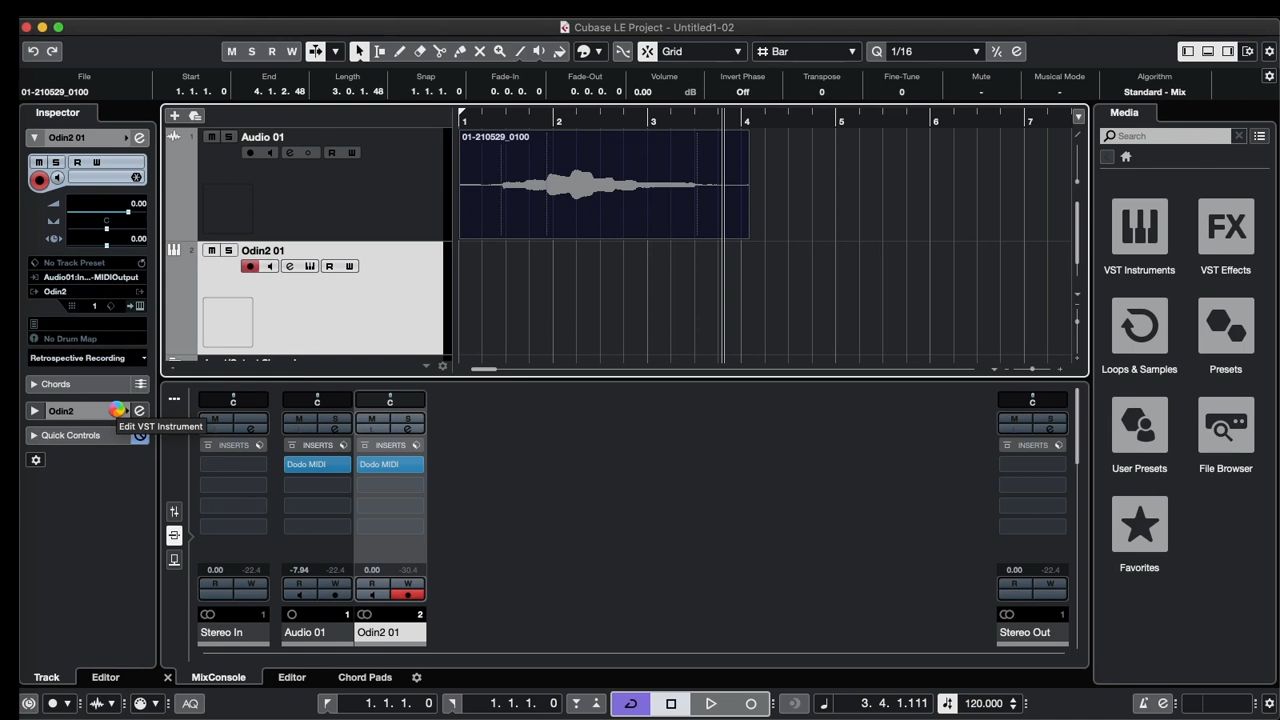 Cubase LE Project - Untitled1-02
M S R W
Grid
Bar
1/16
File
01-210529_0100
Start
1. 1. 1. 0
End
4. 1. 2. 48
Length
3. 0. 1. 48
Snap
1. 1. 1. 0
Fade-In
0. 0. 0. 0
Fade-Out
0. 0. 0. 0
Volume
0.00 dB
Invert Phase
Off
Transpose
0
Fine-Tune
0
Mute
-
Musical Mode
-
Algorithm
Standard - Mix
Inspector
Odin2 01
M S R W
0.00
C
0.00
No Track Preset
Audio01:In...-MIDIOutput
Odin2
1
No Drum Map
Retrospective Recording
Chords
Odin2
Edit VST Instrument
Quick Controls
1 2 3 4 5 6 7
1
M S
Audio 01
R W
2
M S
Odin2 01
R W
01-210529_0100
C
M S
INSERTS
0.00 -22.4
R W
1
Stereo In
C
M S
INSERTS
Dodo MIDI
-7.94 -22.4
R W
1
Audio 01
C
M S
INSERTS
Dodo MIDI
0.00 -30.4
R W
2
Odin2 01
C
M S
INSERTS
0.00 -22.4
R W
1
Stereo Out
Media
Search
VST Instruments
FX
VST Effects
Loops & Samples
Presets
User Presets
File Browser
Favorites
Track
Editor
MixConsole
Editor
Chord Pads
AQ
1. 1. 1. 0
1. 1. 1. 0
3. 4. 1.111
120.000